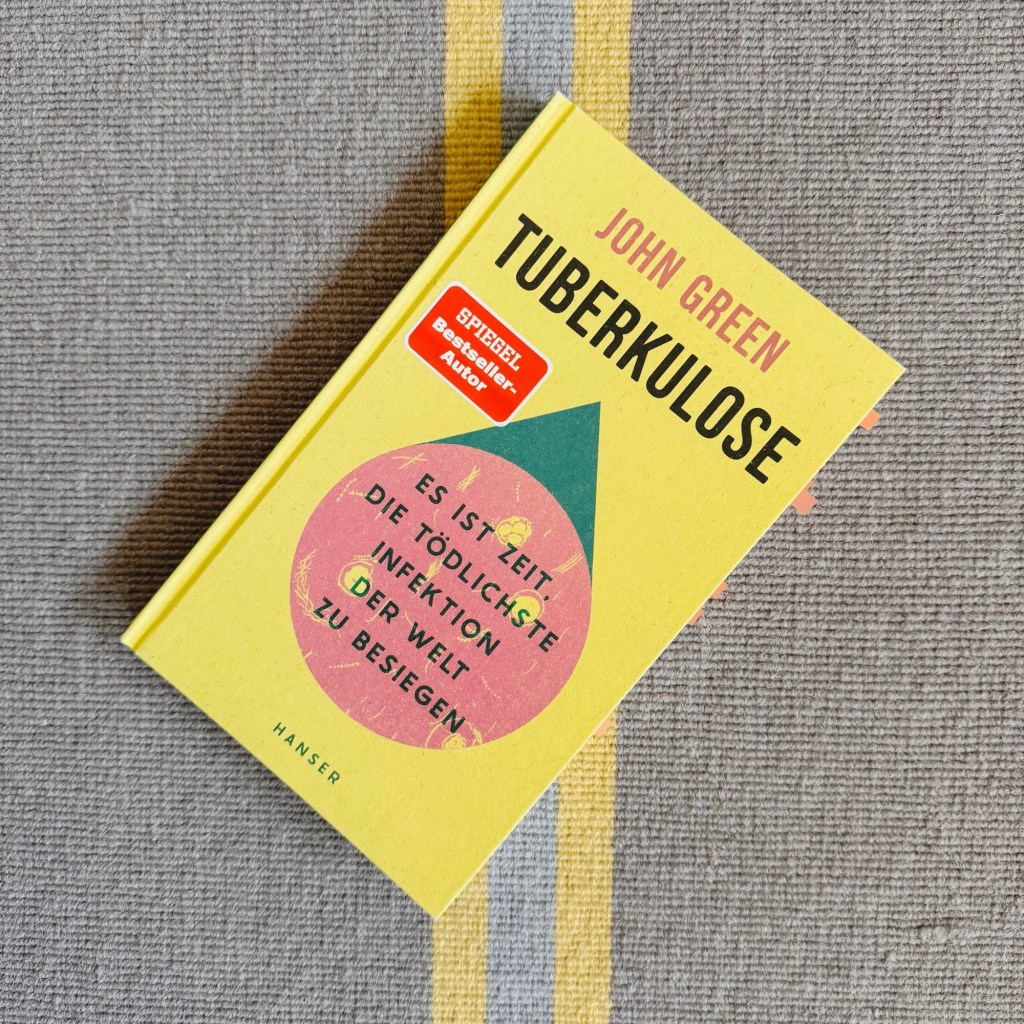 JOHN GREEN
TUBERKULOSE
SPIEGEL
Bestseller-
Autor
ES IST ZEIT,
DIE TÖDLICHSTE
INFEKTION
DER WELT
ZU BESIEGEN
HANSER